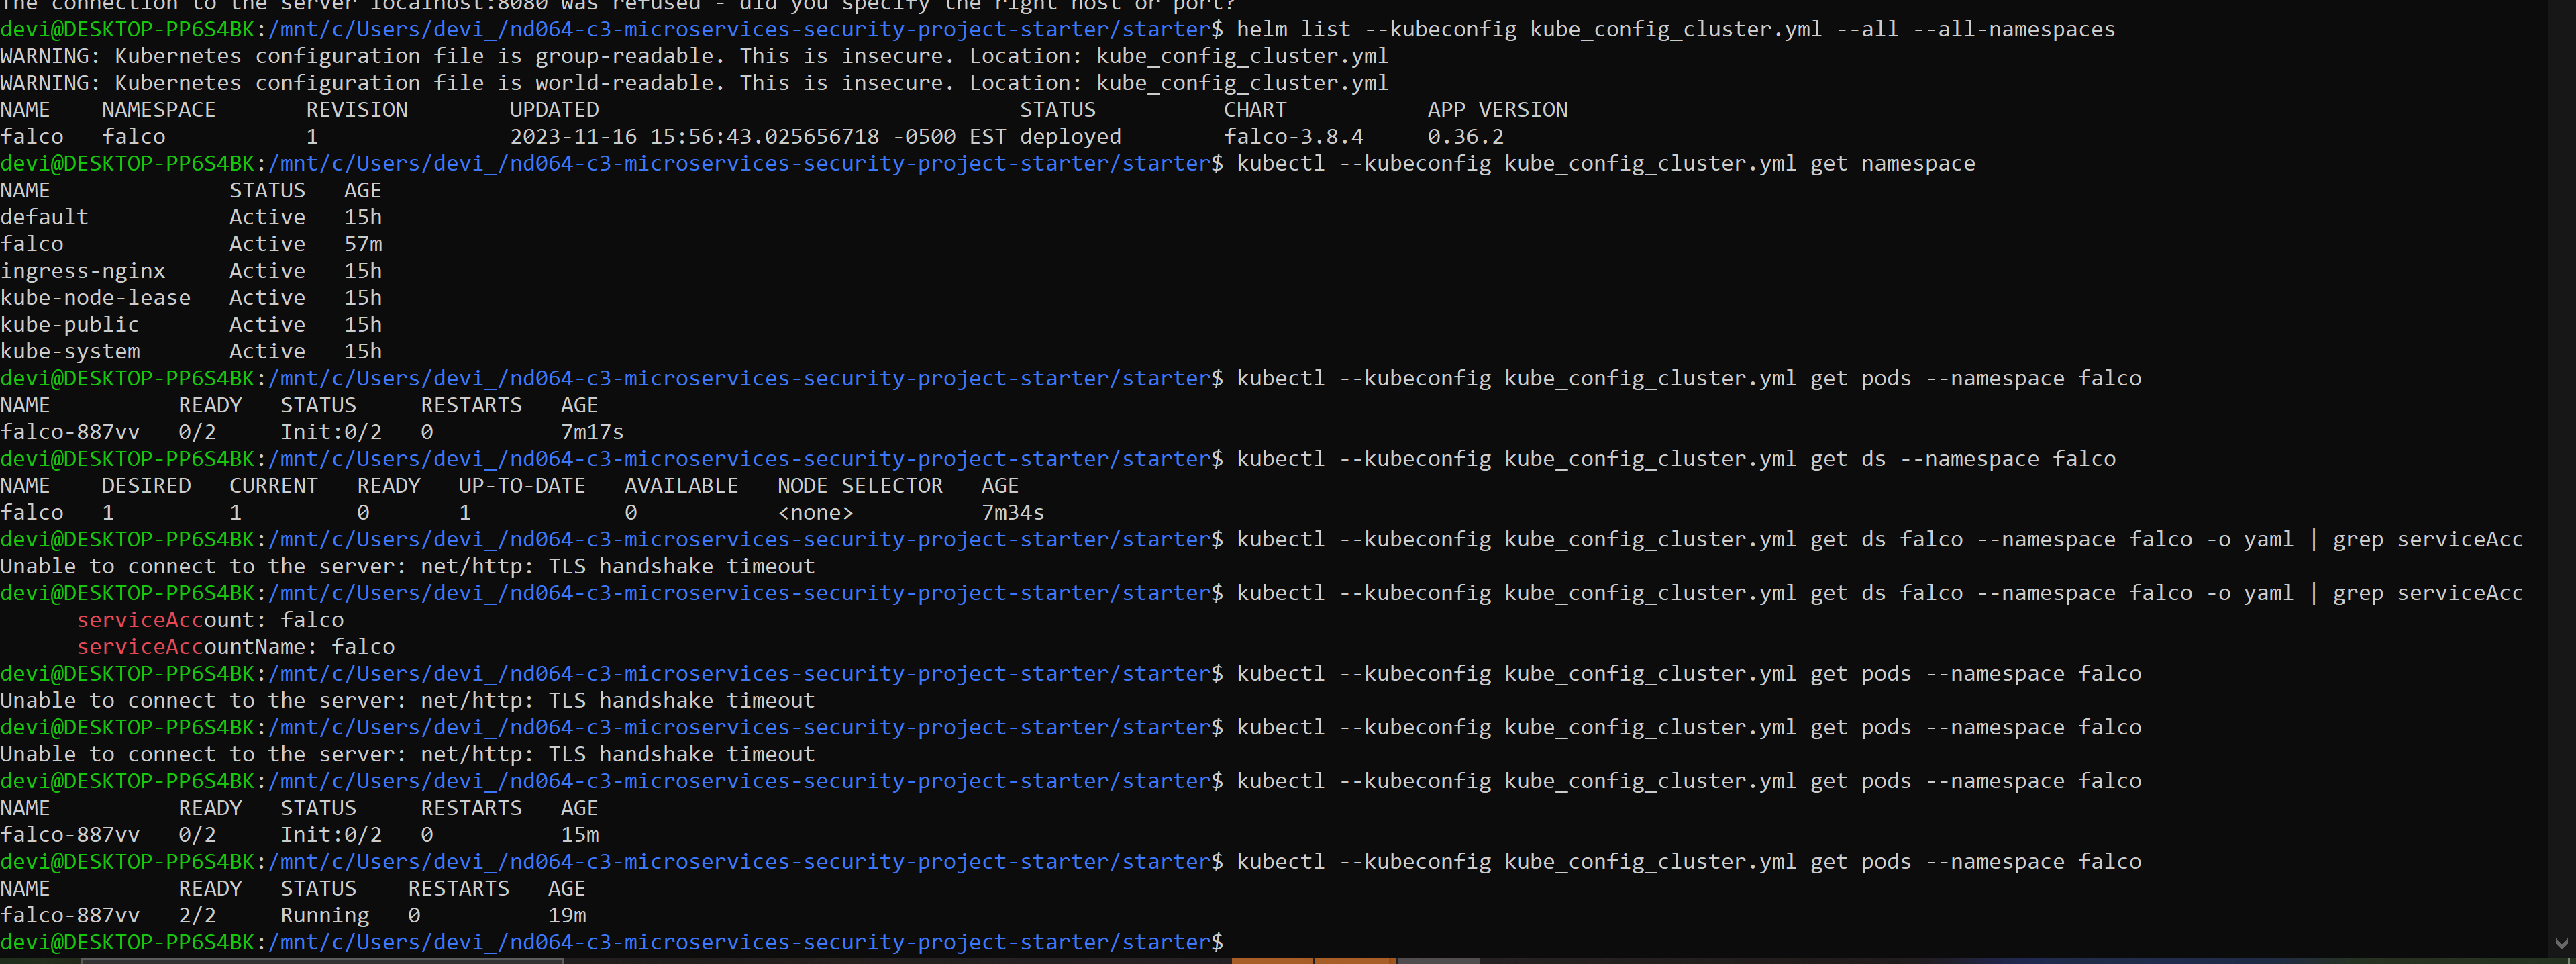 The connection to the server localhost:8080 was refused - did you specify the right host or port?
devi@DESKTOP-PP6S4BK:/mnt/c/Users/devi_/nd064-c3-microservices-security-project-starter/starter$ helm list --kubeconfig kube_config_cluster.yml --all --all-namespaces
WARNING: Kubernetes configuration file is group-readable. This is insecure. Location: kube_config_cluster.yml
WARNING: Kubernetes configuration file is world-readable. This is insecure. Location: kube_config_cluster.yml
NAME NAMESPACE REVISION UPDATED STATUS CHART APP VERSION
falco falco 1 2023-11-16 15:56:43.025656718 -0500 EST deployed falco-3.8.4 0.36.2
devi@DESKTOP-PP6S4BK:/mnt/c/Users/devi_/nd064-c3-microservices-security-project-starter/starter$ kubectl --kubeconfig kube_config_cluster.yml get namespace
NAME STATUS AGE
default Active 15h
falco Active 57m
ingress-nginx Active 15h
kube-node-lease Active 15h
kube-public Active 15h
kube-system Active 15h
devi@DESKTOP-PP6S4BK:/mnt/c/Users/devi_/nd064-c3-microservices-security-project-starter/starter$ kubectl --kubeconfig kube_config_cluster.yml get pods --namespace falco
NAME READY STATUS RESTARTS AGE
falco-887vv 0/2 Init:0/2 0 7m17s
devi@DESKTOP-PP6S4BK:/mnt/c/Users/devi_/nd064-c3-microservices-security-project-starter/starter$ kubectl --kubeconfig kube_config_cluster.yml get ds --namespace falco
NAME DESIRED CURRENT READY UP-TO-DATE AVAILABLE NODE SELECTOR AGE
falco 1 1 0 1 0 <none> 7m34s
devi@DESKTOP-PP6S4BK:/mnt/c/Users/devi_/nd064-c3-microservices-security-project-starter/starter$ kubectl --kubeconfig kube_config_cluster.yml get ds falco --namespace falco -o yaml | grep serviceAcc
Unable to connect to the server: net/http: TLS handshake timeout
devi@DESKTOP-PP6S4BK:/mnt/c/Users/devi_/nd064-c3-microservices-security-project-starter/starter$ kubectl --kubeconfig kube_config_cluster.yml get ds falco --namespace falco -o yaml | grep serviceAcc
serviceAccount: falco
serviceAccountName: falco
devi@DESKTOP-PP6S4BK:/mnt/c/Users/devi_/nd064-c3-microservices-security-project-starter/starter$ kubectl --kubeconfig kube_config_cluster.yml get pods --namespace falco
Unable to connect to the server: net/http: TLS handshake timeout
devi@DESKTOP-PP6S4BK:/mnt/c/Users/devi_/nd064-c3-microservices-security-project-starter/starter$ kubectl --kubeconfig kube_config_cluster.yml get pods --namespace falco
Unable to connect to the server: net/http: TLS handshake timeout
devi@DESKTOP-PP6S4BK:/mnt/c/Users/devi_/nd064-c3-microservices-security-project-starter/starter$ kubectl --kubeconfig kube_config_cluster.yml get pods --namespace falco
NAME READY STATUS RESTARTS AGE
falco-887vv 0/2 Init:0/2 0 15m
devi@DESKTOP-PP6S4BK:/mnt/c/Users/devi_/nd064-c3-microservices-security-project-starter/starter$ kubectl --kubeconfig kube_config_cluster.yml get pods --namespace falco
NAME READY STATUS RESTARTS AGE
falco-887vv 2/2 Running 0 19m
devi@DESKTOP-PP6S4BK:/mnt/c/Users/devi_/nd064-c3-microservices-security-project-starter/starter$